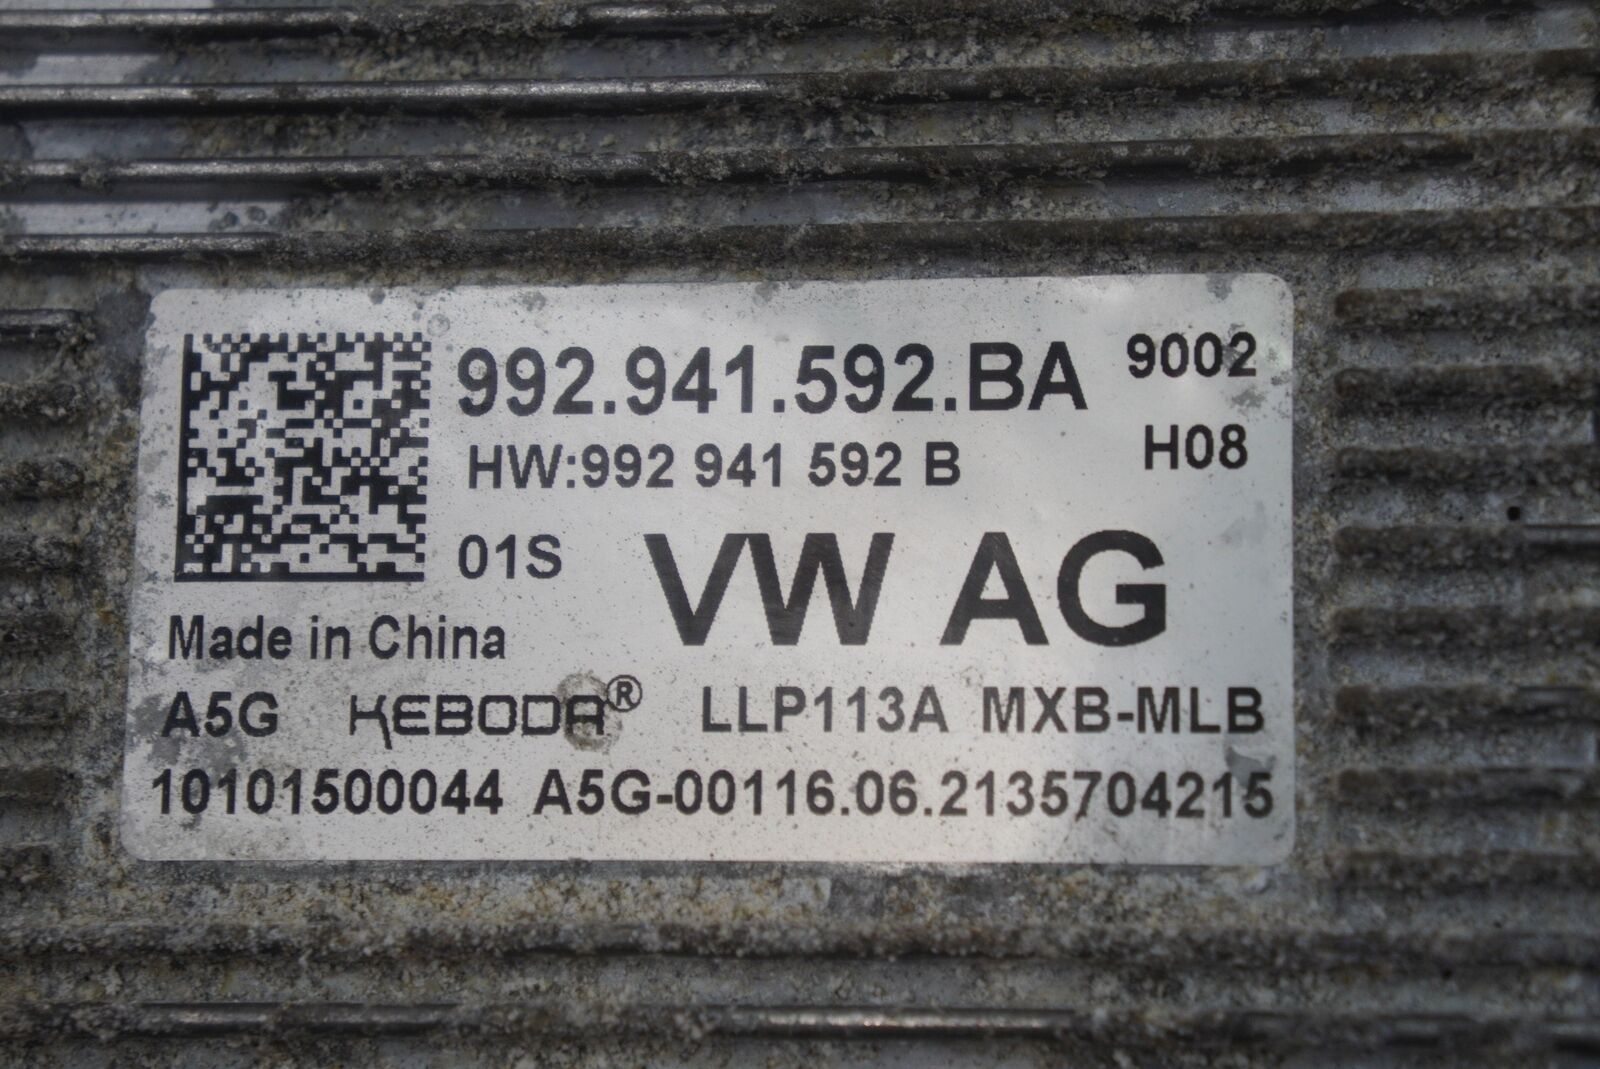 992.941.592.BA 9002
HW:992 941 592 B H08
01S VW AG
Made in China
A5G KEBODA® LLP113A MXB-MLB
10101500044 A5G-00116.06.2135704215